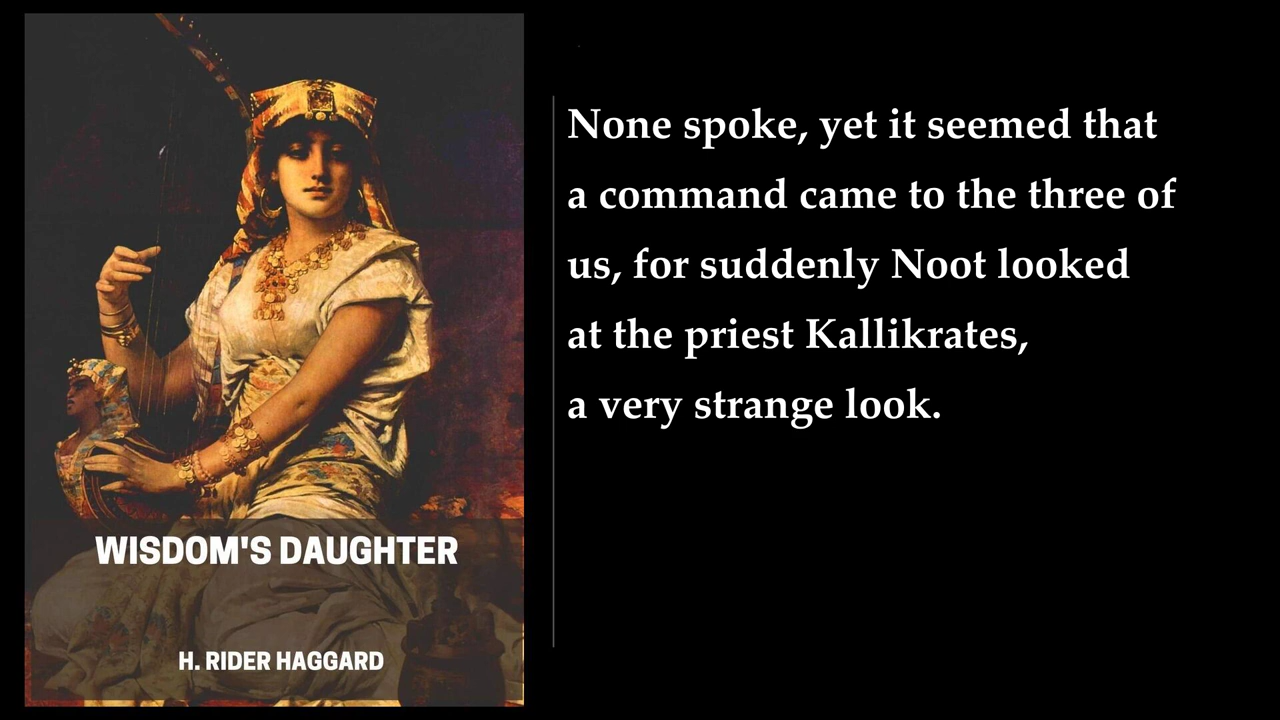 WISDOM'S DAUGHTER
H. RIDER HAGGARD
None spoke, yet it seemed that
a command came to the three of
us, for suddenly Noot looked
at the priest Kallikrates,
a very strange look.